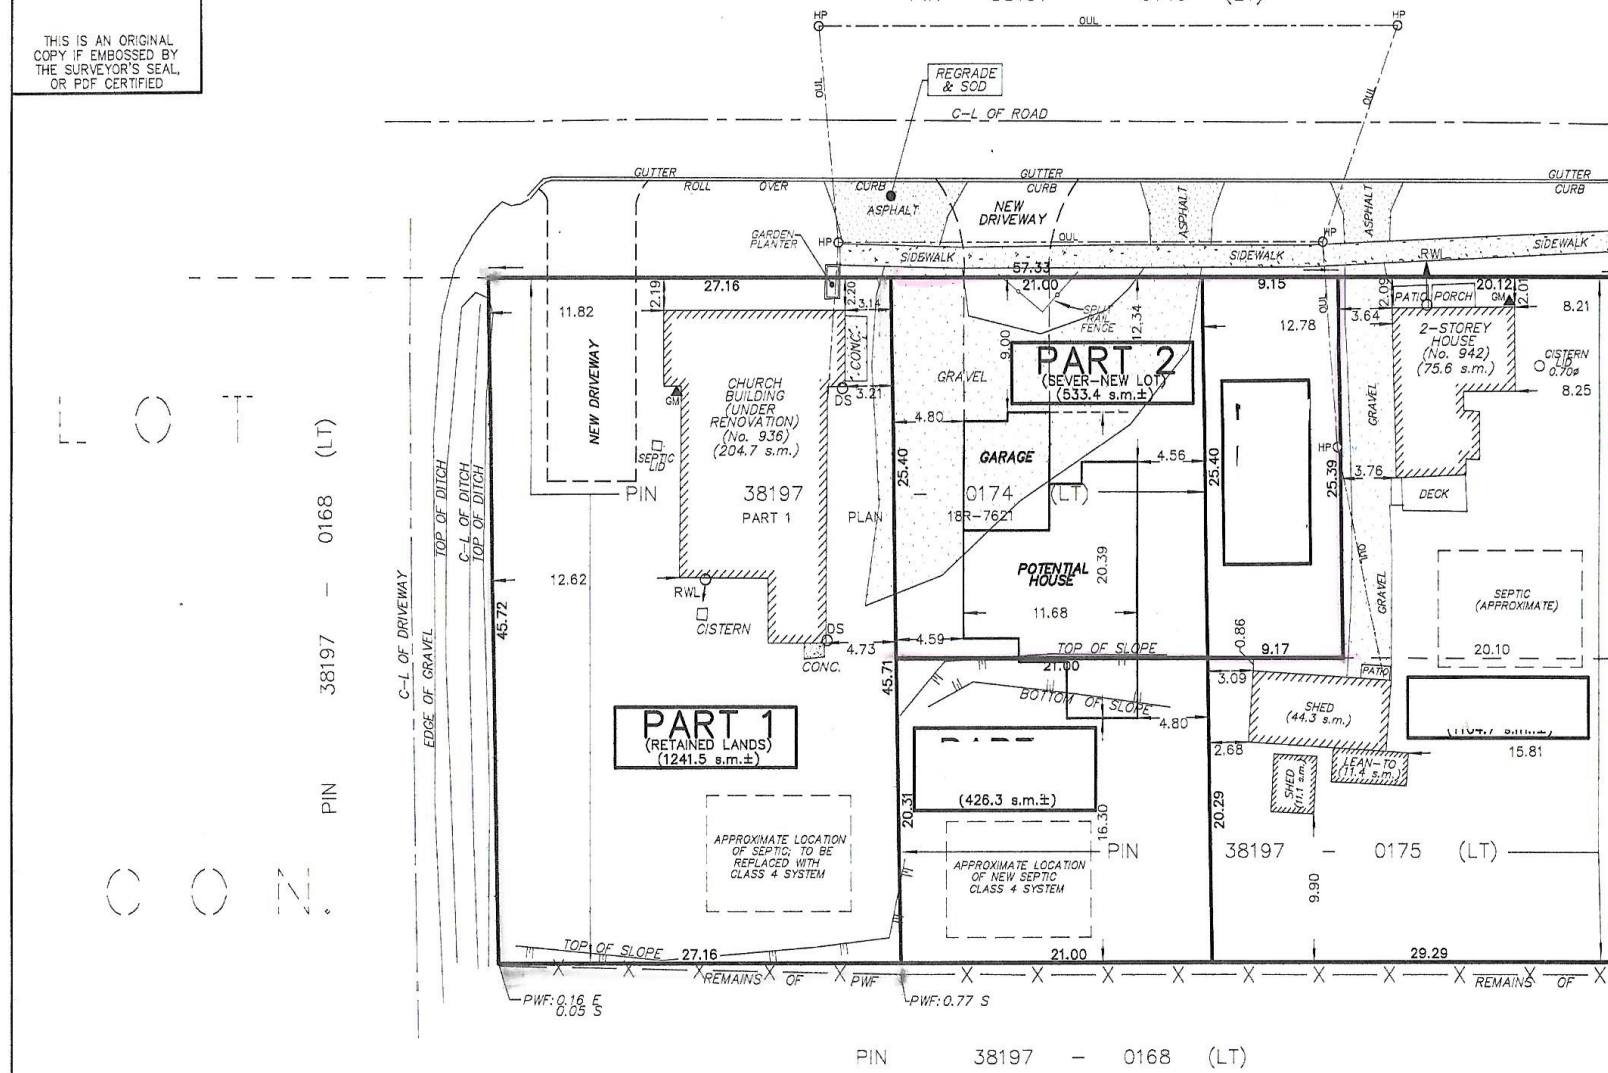 THIS IS AN ORIGINAL
COPY IF EMBOSSED BY
THE SURVEYOR'S SEAL,
OR PDF CERTIFIED
HP
OUL
HP
OUL
OUL
REGRADE
& SOD
C-L OF ROAD
GUTTER
GUTTER
GUTTER
ROLL OVER CURB
CURB
CURB
ASPHALT
NEW
DRIVEWAY
ASPHALT
ASPHALT
GARDEN
PLANTER
HP
OUL
HP
SIDEWALK
SIDEWALK
SIDEWALK
RWL
57.33
27.16
21.00
9.15
20.12
2.19
2.20
3.14
2.09
2.01
PATIO
PORCH
GM
OUL
11.82
SPLIT
RAIL
FENCE
12.34
12.78
3.64
8.21
9.00
2-STOREY
HOUSE
(No. 942)
(75.6 s.m.)
CISTERN
LID
0.70ø
8.25
NEW DRIVEWAY
CONC.
PART 2
(SEVER-NEW LOT)
(533.4 s.m.±)
GRAVEL
GRAVEL
CHURCH
BUILDING
(UNDER
RENOVATION)
(No. 936)
(204.7 s.m.)
GM
DS
3.21
4.80
SEPTIC
LID
GARAGE
4.56
HP
25.40
25.40
25.39
3.76
DECK
LOT
PIN 38197 - 0174 (LT)
PART 1
PLAN
18R-7621
PIN 38197 - 0168 (LT)
TOP OF DITCH
C-L OF DITCH
TOP OF DITCH
C-L OF DRIVEWAY
EDGE OF GRAVEL
12.62
RWL
CISTERN
DS
CONC.
4.73
POTENTIAL
HOUSE
20.39
11.68
4.59
OUL
GRAVEL
SEPTIC
(APPROXIMATE)
45.72
45.71
TOP OF SLOPE
21.00
0.86
9.17
20.10
PATIO
3.09
SHED
(44.3 s.m.)
BOTTOM OF SLOPE
4.80
PART 1
(RETAINED LANDS)
(1241.5 s.m.±)
2.68
LEAN-TO
(11.4 s.m.)
15.81
SHED
(11.1 s.m.)
(426.3 s.m.±)
20.31
16.30
20.29
APPROXIMATE LOCATION
OF SEPTIC; TO BE
REPLACED WITH
CLASS 4 SYSTEM
APPROXIMATE LOCATION
OF NEW SEPTIC
CLASS 4 SYSTEM
PIN 38197 - 0175 (LT)
9.90
CON.
TOP OF SLOPE
27.16
21.00
29.29
REMAINS OF PWF
REMAINS OF
PWF: 0.16 E
0.05 S
PWF: 0.77 S
PIN 38197 - 0168 (LT)